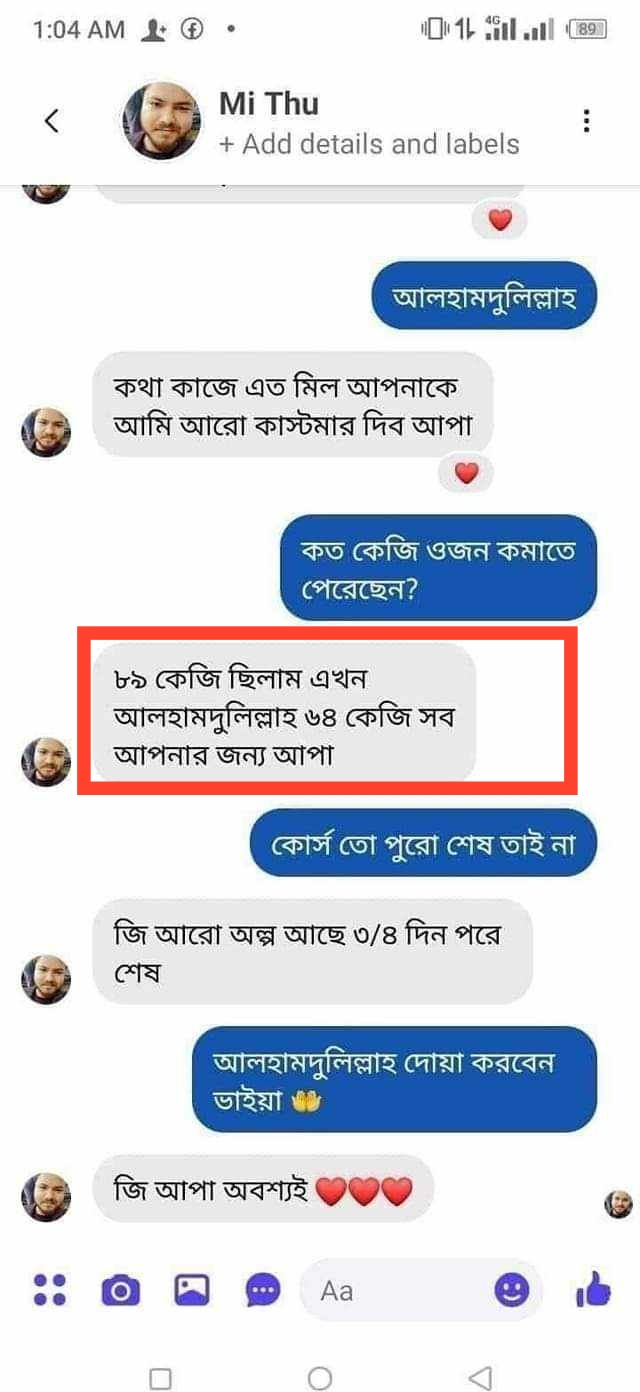 1:04 AM
4G
89
Mi Thu
+ Add details and labels
আলহামদুলিল্লাহ
কথা কাজে এত মিল আপনাকে
আমি আরো কাস্টমার দিব আপা
কত কেজি ওজন কমাতে
পেরেছেন?
৮৯ কেজি ছিলাম এখন
আলহামদুলিল্লাহ ৬৪ কেজি সব
আপনার জন্য আপা
কোর্স তো পুরো শেষ তাই না
জি আরো অল্প আছে ৩/৪ দিন পরে
শেষ
আলহামদুলিল্লাহ দোয়া করবেন
ভাইয়া 🤲
জি আপা অবশ্যই ❤️❤️❤️
Aa